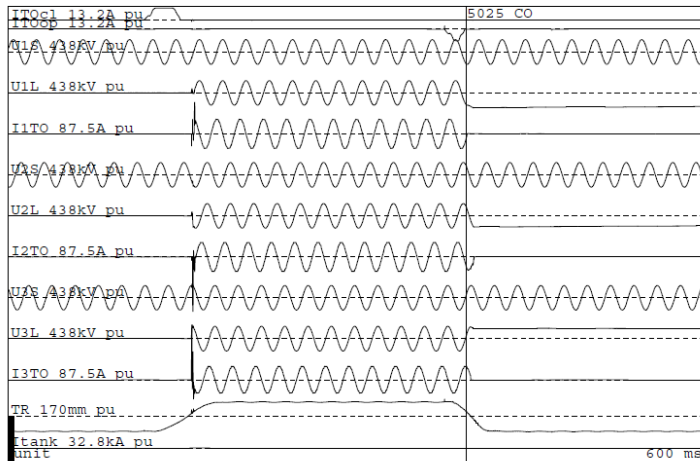 ITOcl 13.2A pu
5025 CO
ITOop 13.2A pu
U1S 438kV pu
U1L 438kV pu
I1TO 87.5A pu
U2S 438kV pu
U2L 438kV pu
I2TO 87.5A pu
U3S 438kV pu
U3L 438kV pu
I3TO 87.5A pu
TR 170mm pu
Itank 32.8kA pu
unit
600 ms